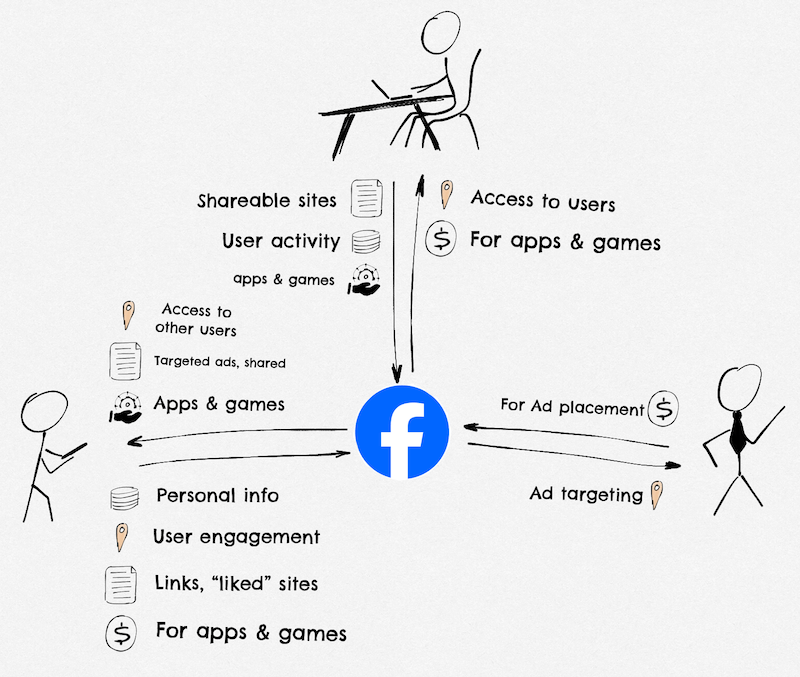 Shareable sites
User activity
apps & games
Access to users
$ For apps & games
Access to
other users
Targeted ads, shared
Apps & games
f
For Ad placement $
Ad targeting
Personal info
User engagement
Links, “liked” sites
$ For apps & games